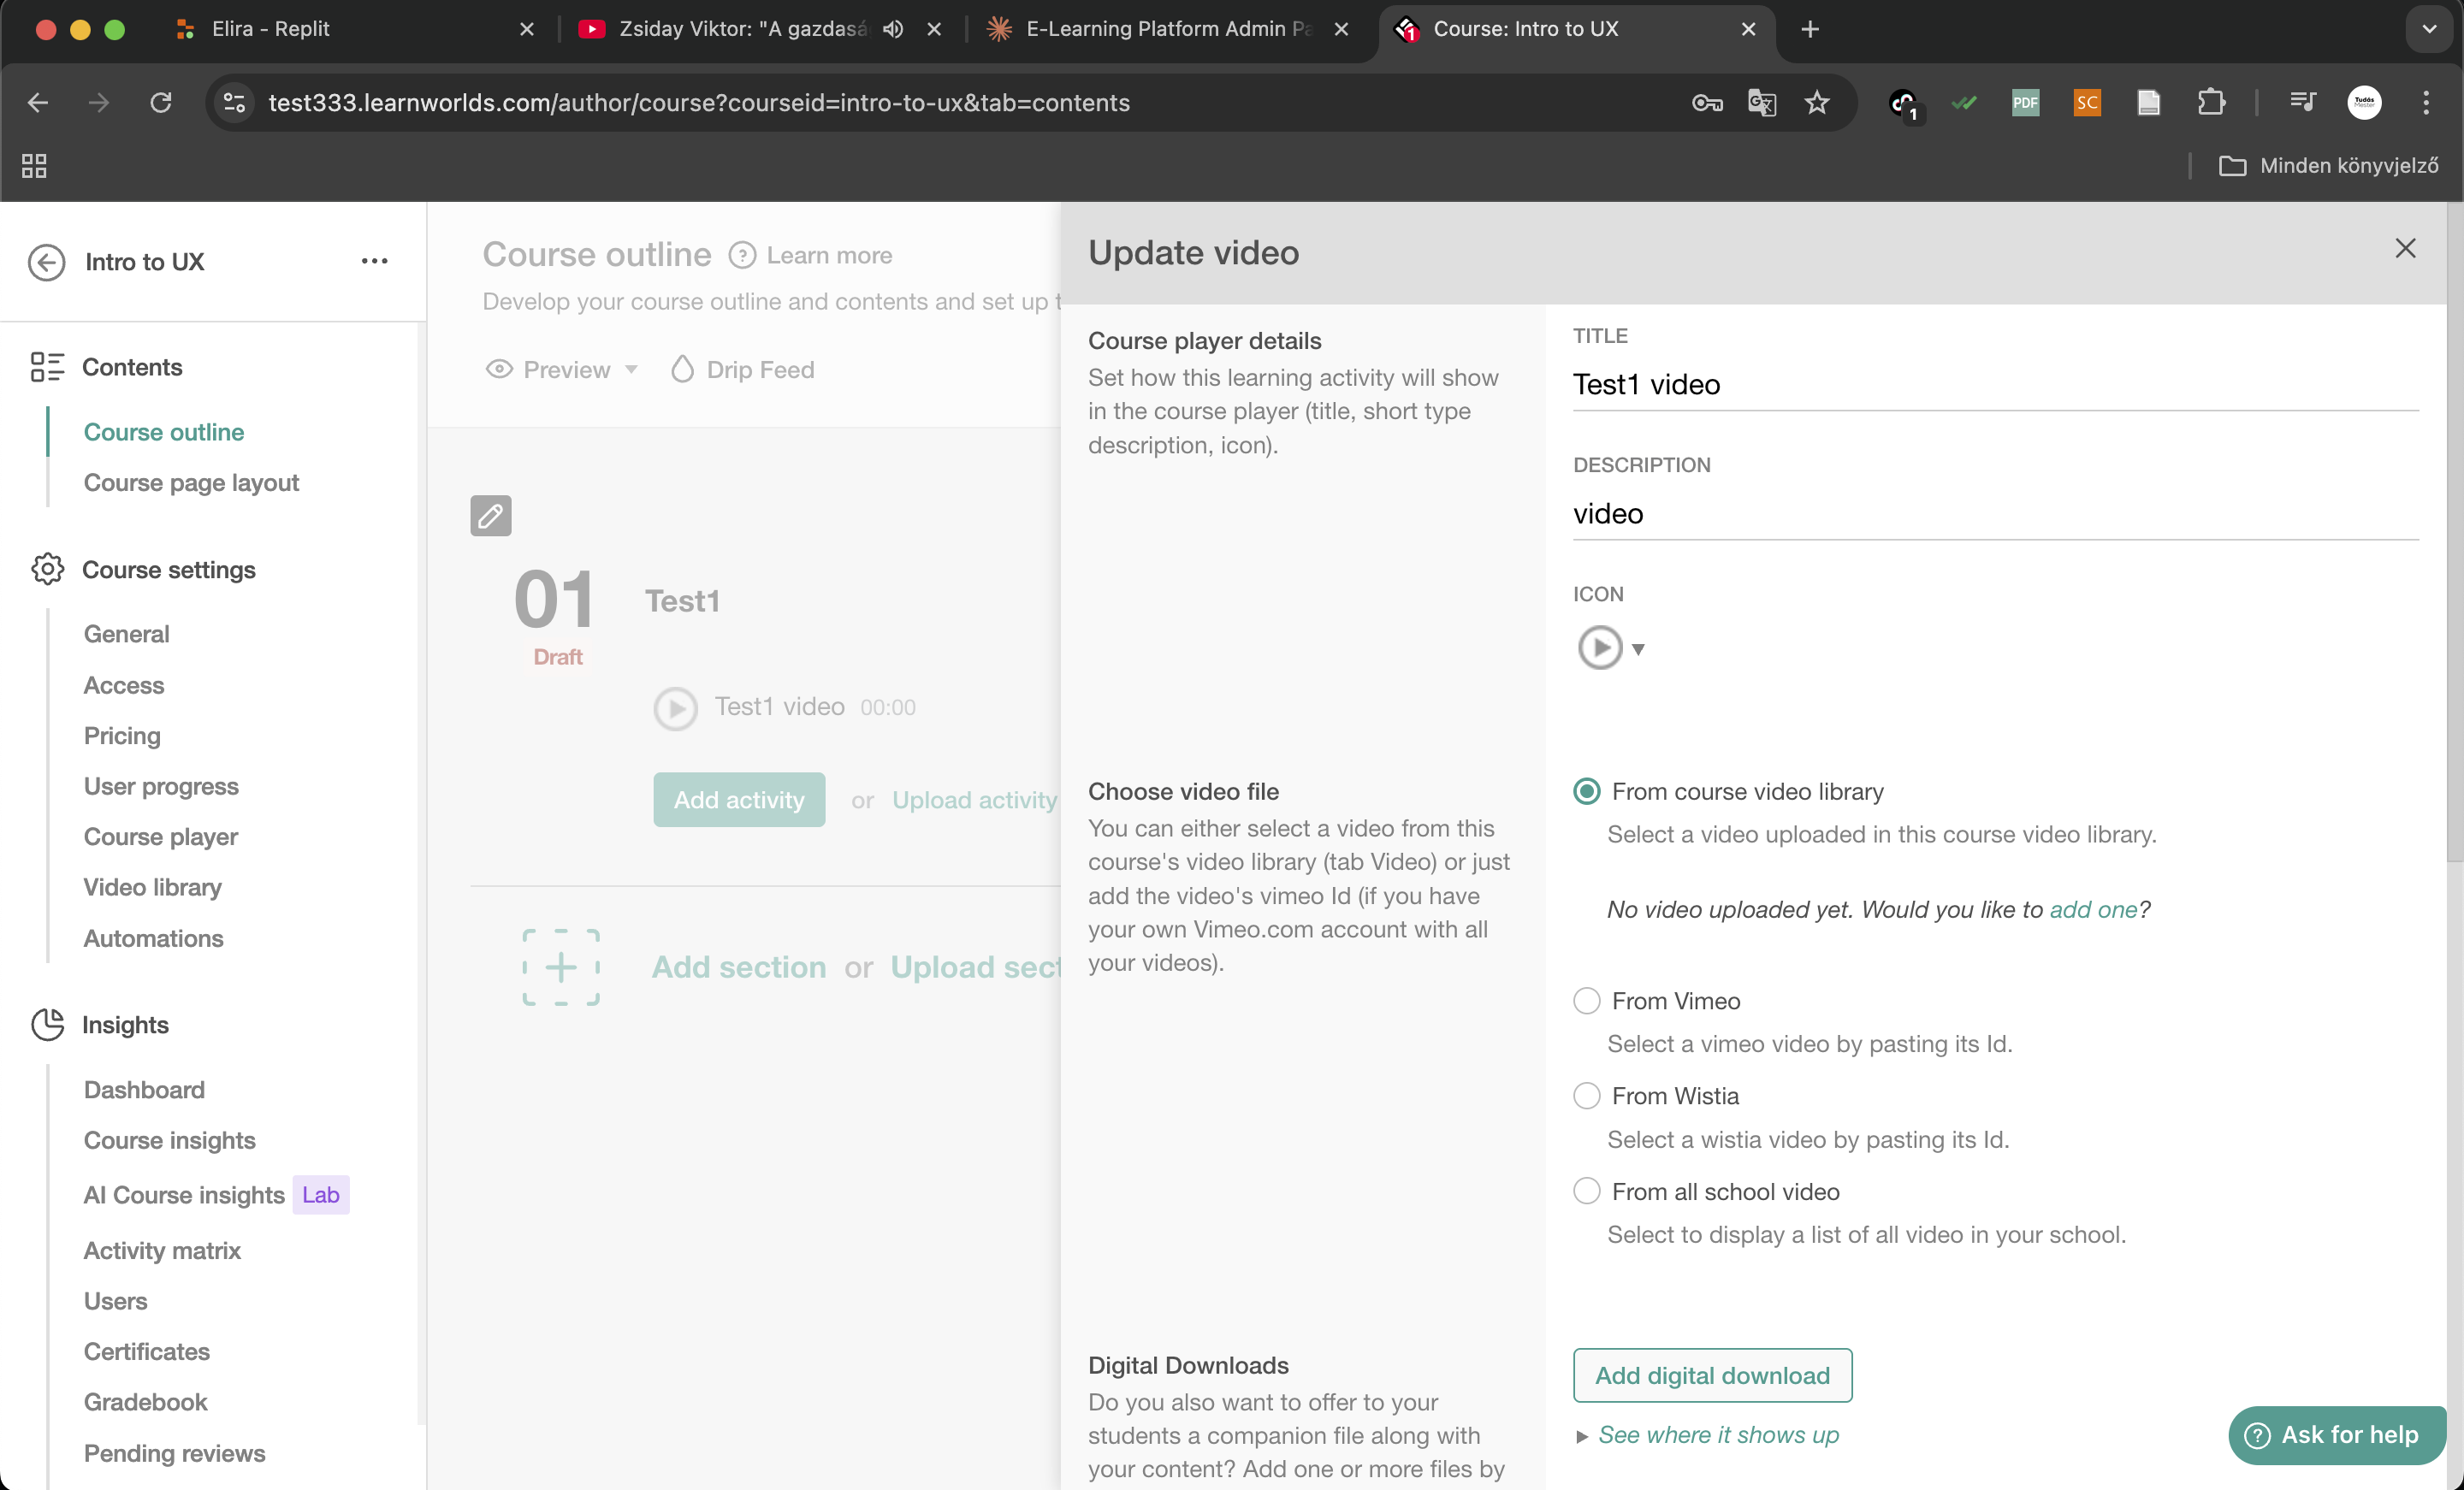 Elira - Replit
Zsiday Viktor: "A gazdasá
E-Learning Platform Admin Pa
Course: Intro to UX
test333.learnworlds.com/author/course?courseid=intro-to-ux&tab=contents
1
PDF
SC
Tudás
Minden könyvjelző
Intro to UX
Contents
Course outline
Course page layout
Course settings
General
Access
Pricing
User progress
Course player
Video library
Automations
Insights
Dashboard
Course insights
AI Course insights Lab
Activity matrix
Users
Certificates
Gradebook
Pending reviews
Course outline ? Learn more
Develop your course outline and contents and set up t
Preview
Drip Feed
01
Draft
Test1
Test1 video 00:00
Add activity or Upload activity
Add section or Upload sect
Update video
Course player details
Set how this learning activity will show
in the course player (title, short type
description, icon).
TITLE
Test1 video
DESCRIPTION
video
ICON
Choose video file
You can either select a video from this
course's video library (tab Video) or just
add the video's vimeo Id (if you have
your own Vimeo.com account with all
your videos).
From course video library
Select a video uploaded in this course video library.
No video uploaded yet. Would you like to add one?
From Vimeo
Select a vimeo video by pasting its Id.
From Wistia
Select a wistia video by pasting its Id.
From all school video
Select to display a list of all video in your school.
Digital Downloads
Do you also want to offer to your
students a companion file along with
your content? Add one or more files by
Add digital download
See where it shows up
? Ask for help